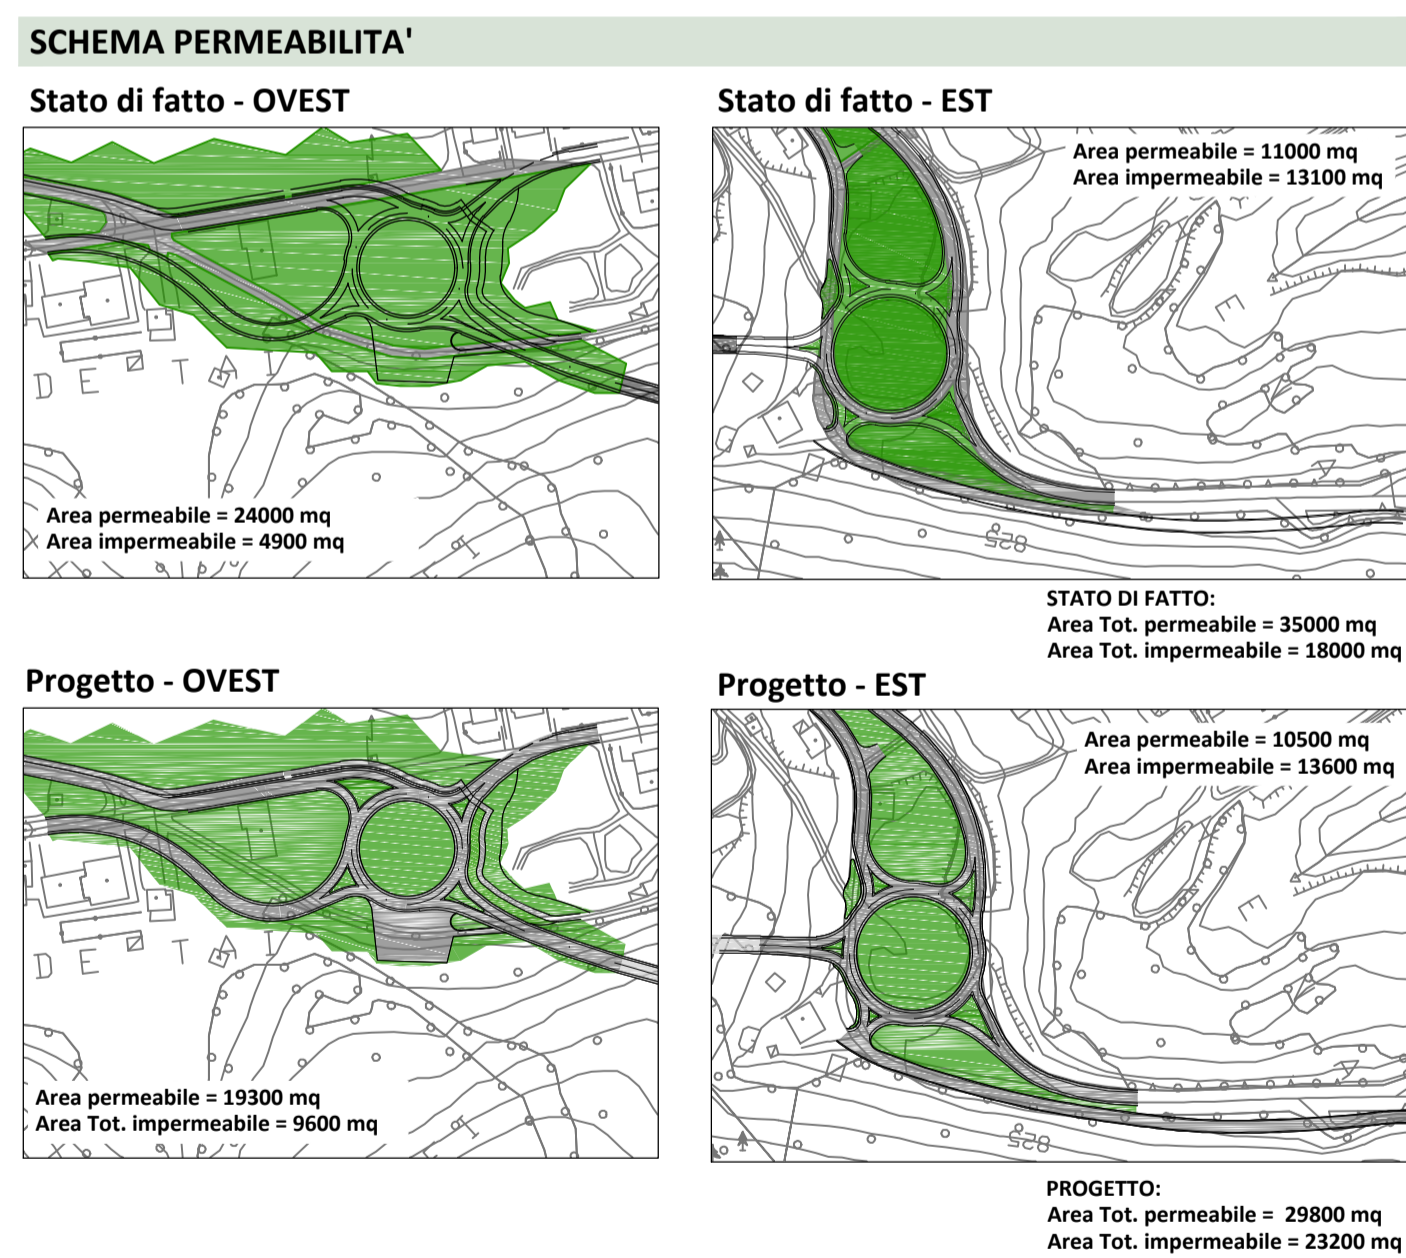 SCHEMA PERMEABILITA'
Stato di fatto - OVEST
D E T I
Area permeabile = 24000 mq
Area impermeabile = 4900 mq
Stato di fatto - EST
Area permeabile = 11000 mq
Area impermeabile = 13100 mq
E
825
STATO DI FATTO:
Area Tot. permeabile = 35000 mq
Area Tot. impermeabile = 18000 mq
Progetto - OVEST
D E T I
Area permeabile = 19300 mq
Area Tot. impermeabile = 9600 mq
Progetto - EST
Area permeabile = 10500 mq
Area impermeabile = 13600 mq
E
825
PROGETTO:
Area Tot. permeabile = 29800 mq
Area Tot. impermeabile = 23200 mq